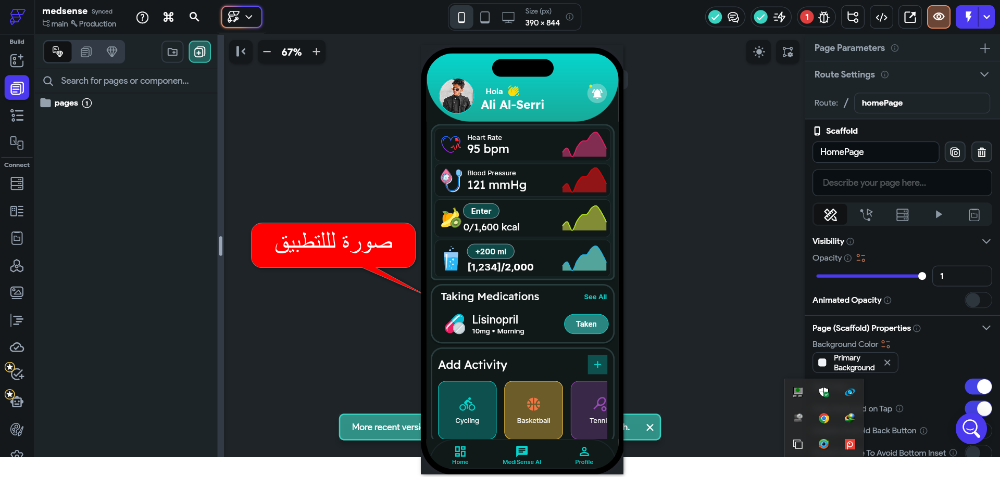 medsense Synced
main Production
67%
Size (px)
390 × 844
1
Build
Connect
Search for pages or componen...
pages 1
صورة لللتطبيق
Hola
Ali Al-Serri
Heart Rate
95 bpm
Blood Pressure
121 mmHg
Enter
0/1,600 kcal
+200 ml
[1,234]/2,000
Taking Medications
See All
Lisinopril
10mg • Morning
Taken
Add Activity
+
Cycling
Basketball
Tenni
Home
MediSense AI
Profile
More recent versi
h.
Page Parameters
Route Settings
Route: / homePage
Scaffold
HomePage
Describe your page here...
Visibility
Opacity
1
Animated Opacity
Page (Scaffold) Properties
Background Color
Primary
Background
d on Tap
id Back Button
To Avoid Bottom Inset